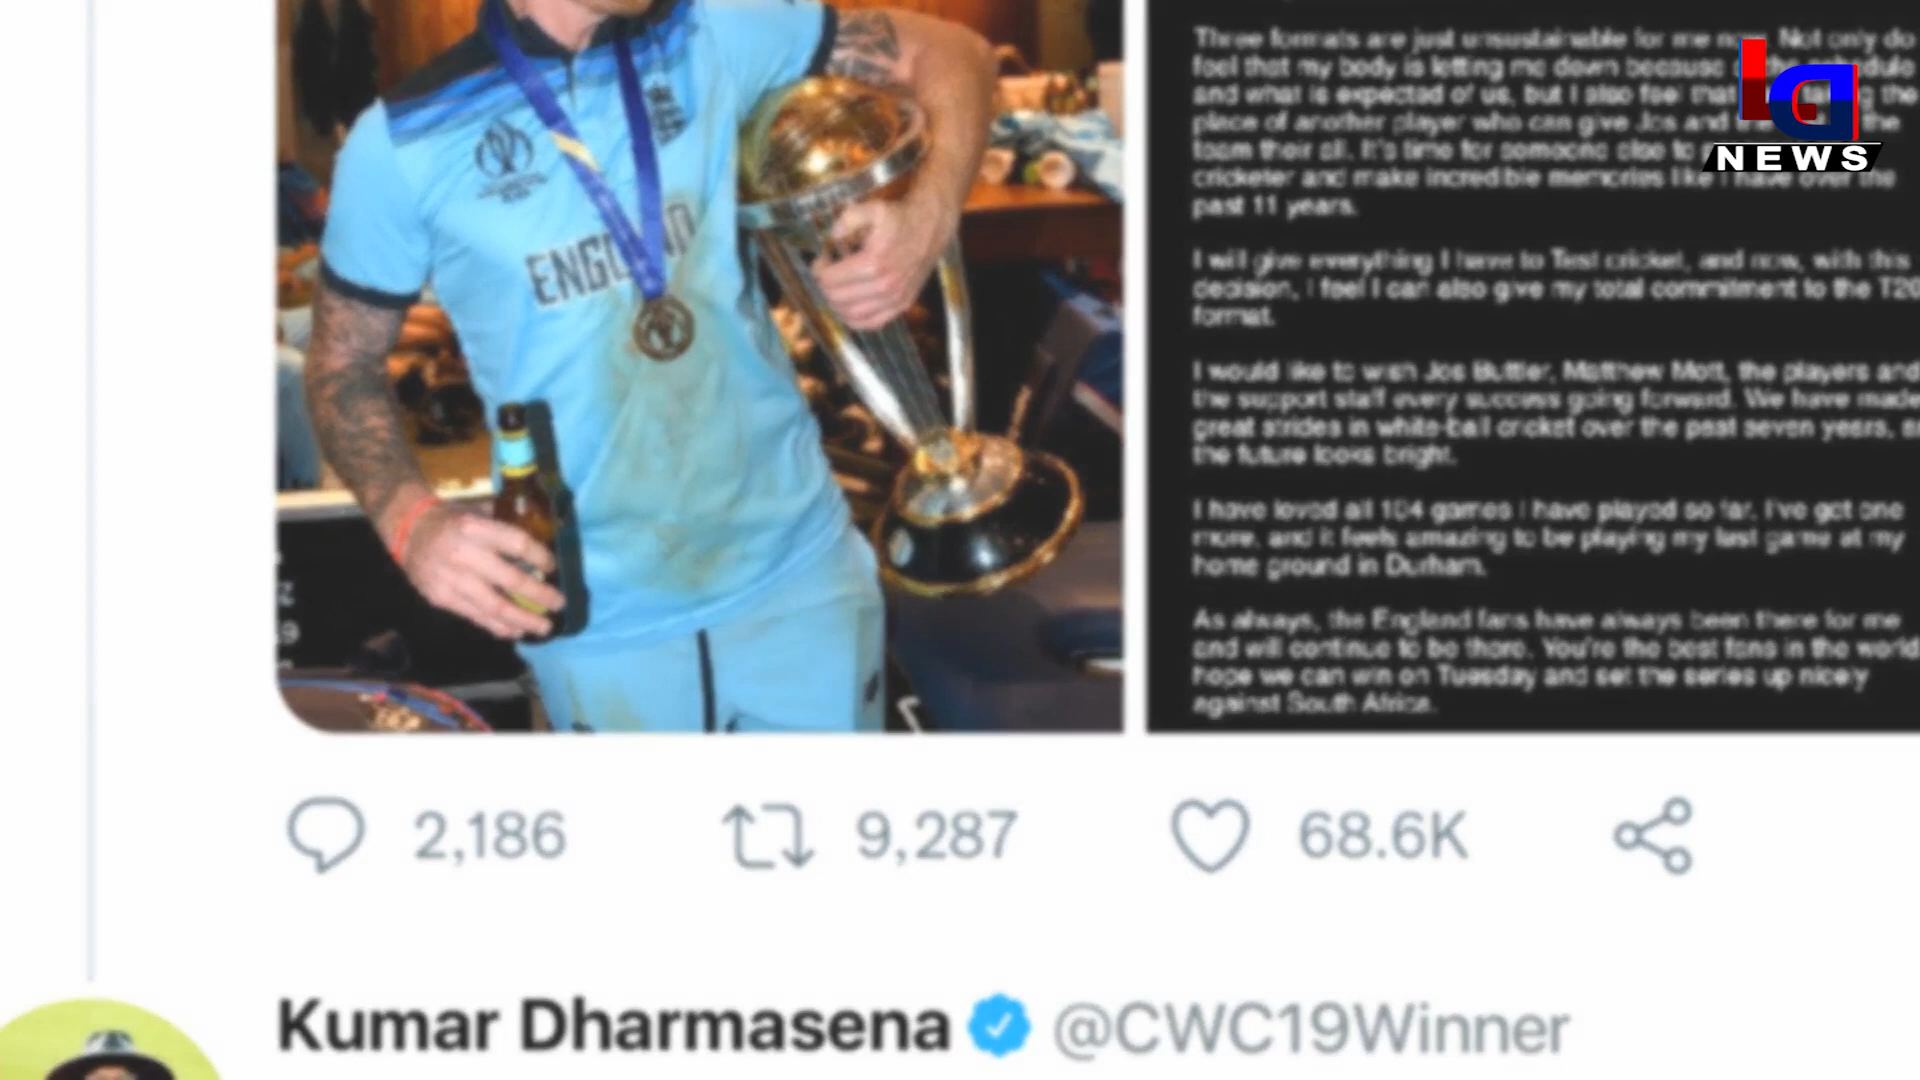 ENGLAND
Three formats are just unsustainable for me now. Not only do
feel that my body is letting me down because schedule
and what is expected of us, but I also feel that the
place of another player who can give Jos and the
team their all. It's time for someone else to
cricketer and make incredible memories like I have over the
past 11 years.
I will give everything I have to Test cricket, and now, with this
decision, I feel I can also give my total commitment to the T20
format.
I would like to wish Jos Buttler, Matthew Mott, the players and
the support staff every success going forward. We have made
great strides in white-ball cricket over the past seven years,
the future looks bright.
I have loved all 104 games I have played so far. I've got one
more, and it feels amazing to be playing my last game at my
home ground in Durham.
As always, the England fans have always been there for me
and will continue to be there. You're the best fans in the world
hope we can win on Tuesday and set the series up nicely
against South Africa.
NEWS
2,186 9,287 68.6K
Kumar Dharmasena @CWC19Winner